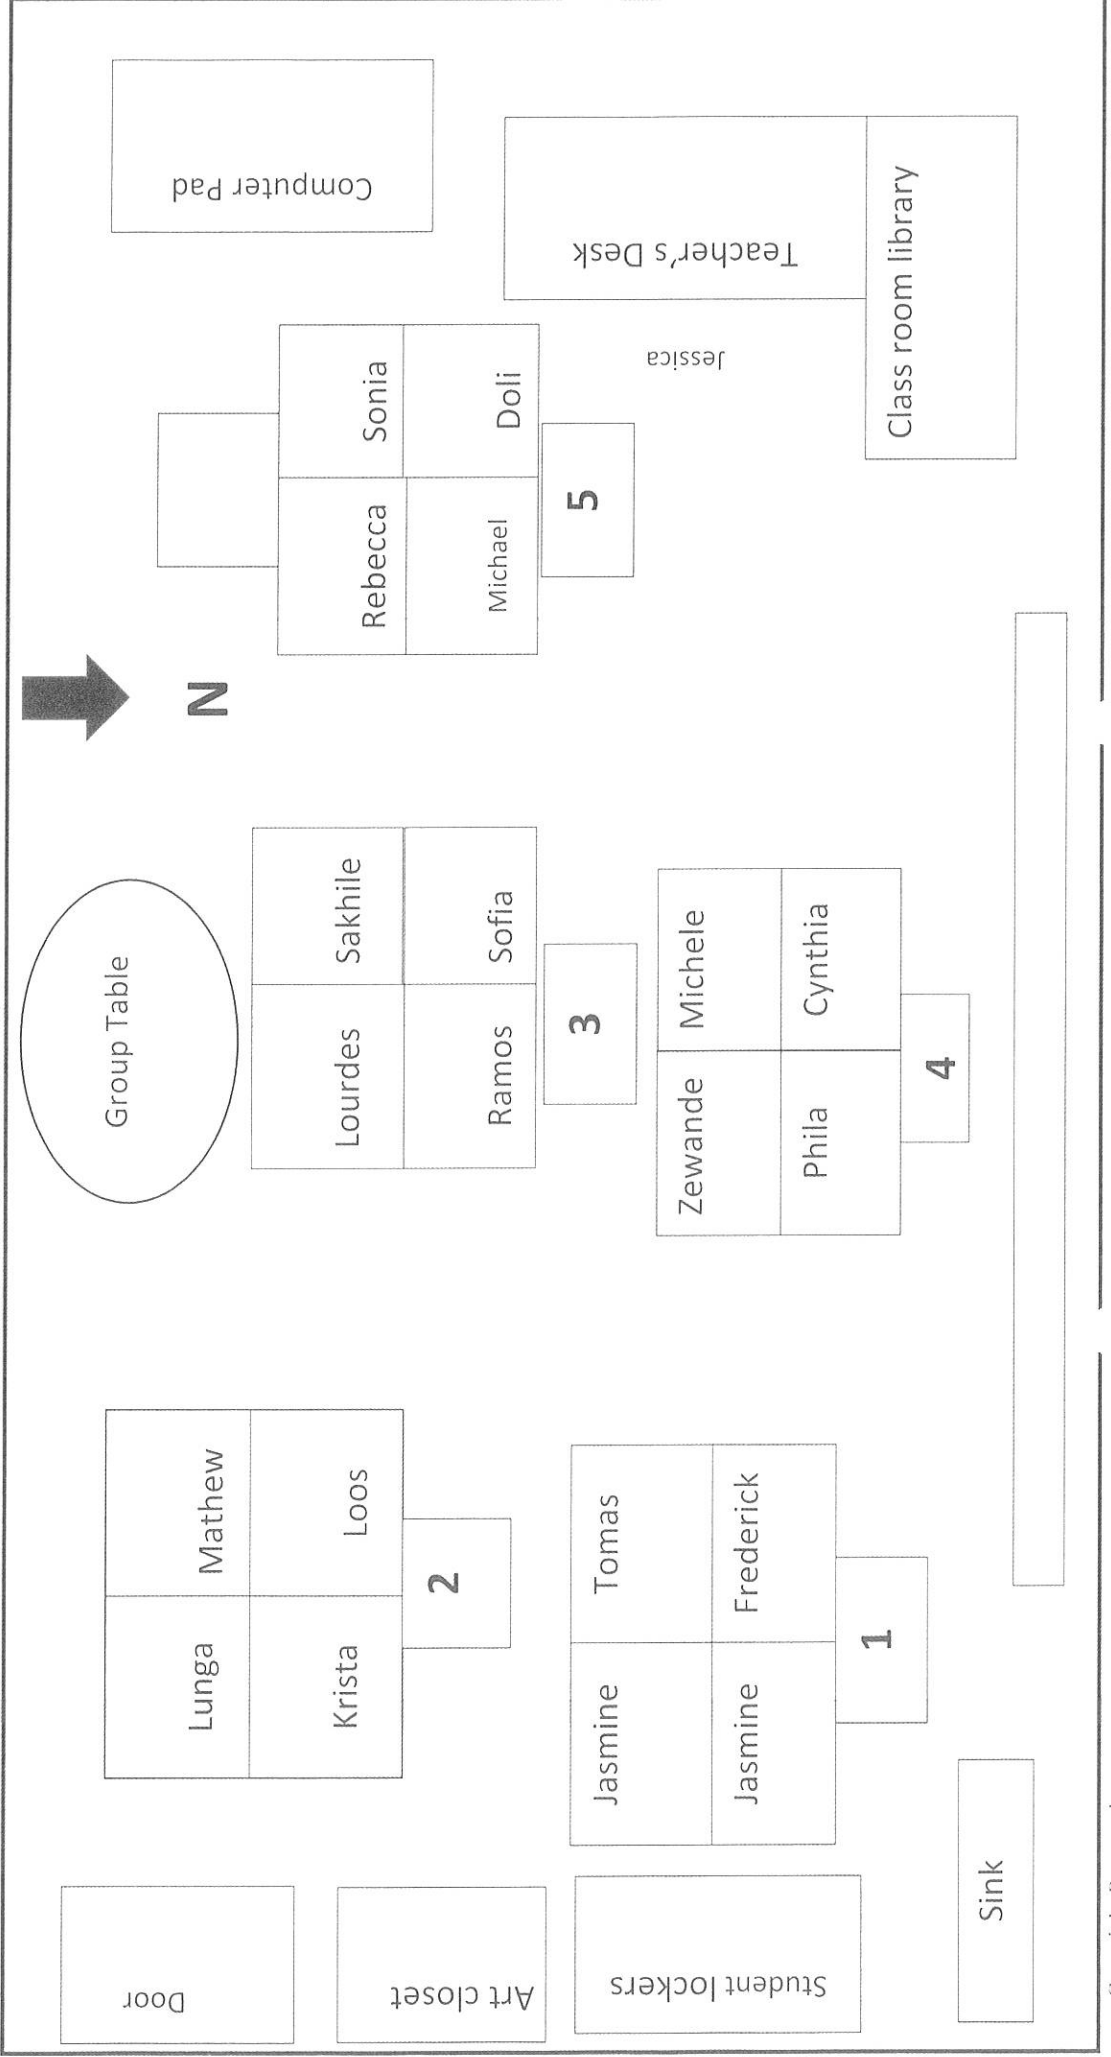 Door
Art closet
Student lockers
Sink
Lunga
Mathew
Krista
Loos
2
Jasmine
Tomas
Jasmine
Frederick
1
Group Table
Lourdes
Sakhile
Ramos
Sofia
3
Zewande
Michele
Phila
Cynthia
4
N
Rebecca
Sonia
Michael
Doli
5
Jessica
Computer Pad
Teacher's Desk
Class room library